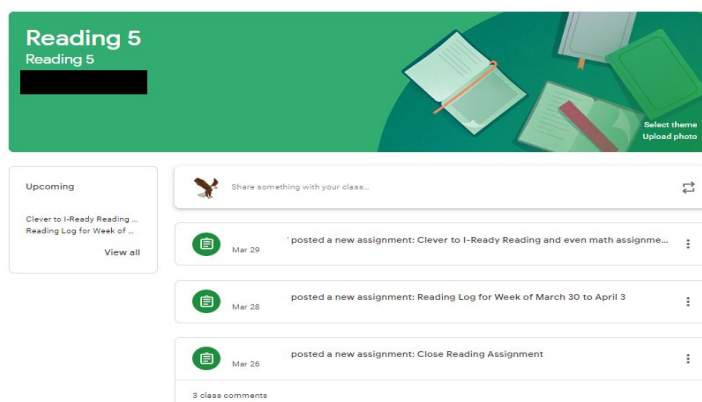 Reading 5
Reading 5
Select theme
Upload photo
Upcoming
Clever to I-Ready Reading ...
Reading Log for Week of ...
View all
Share something with your class...
' posted a new assignment: Clever to I-Ready Reading and even math assignme...
Mar 29
posted a new assignment: Reading Log for Week of March 30 to April 3
Mar 28
posted a new assignment: Close Reading Assignment
Mar 26
3 class comments